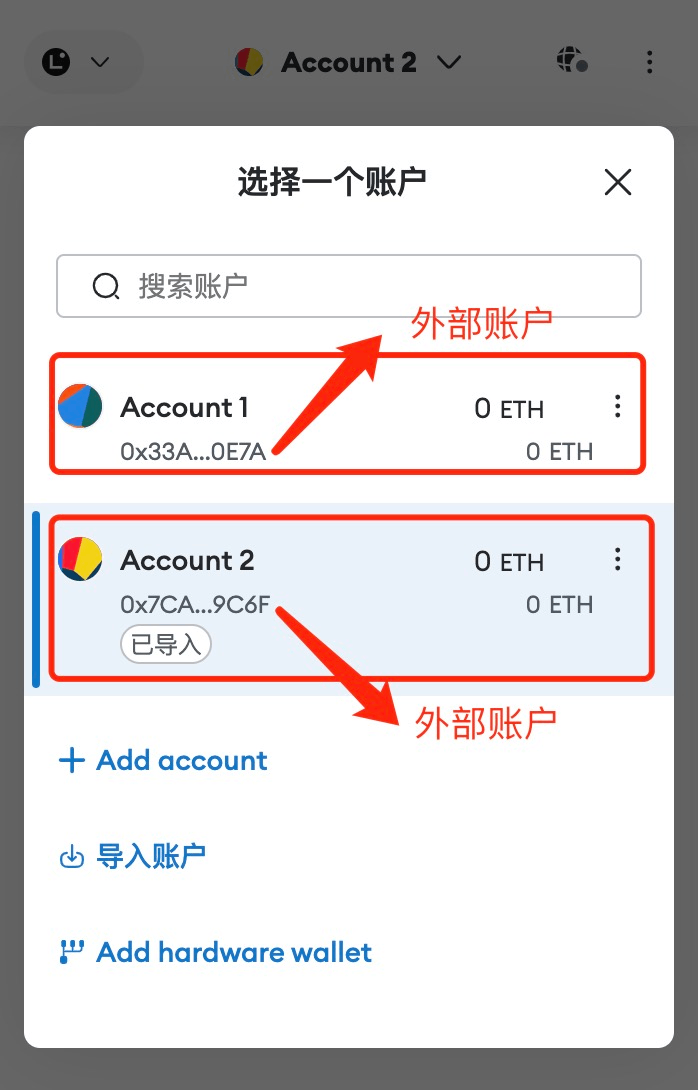 Account 2
选择一个账户
搜索账户
外部账户
Account 1
0 ETH
0x33A...0E7A
0 ETH
Account 2
0 ETH
0x7CA...9C6F
0 ETH
已导入
外部账户
Add account
导入账户
Add hardware wallet